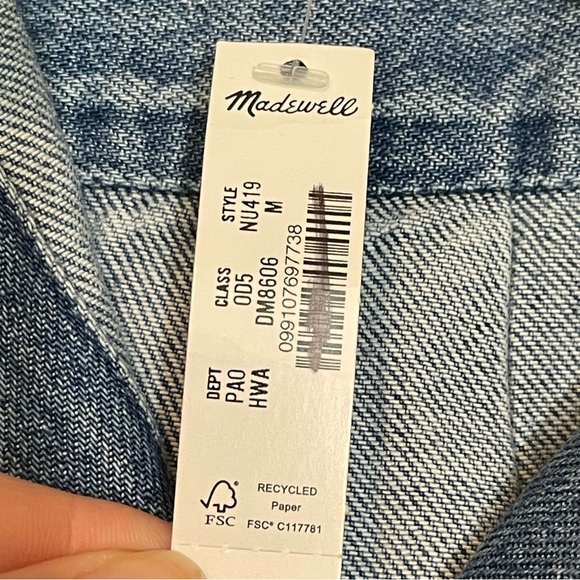 Madewell
DEPT CLASS STYLE
PAO OD5 NU419
HWA DM8606 M
099107697738
FSC
RECYCLED
Paper
FSC® C117781